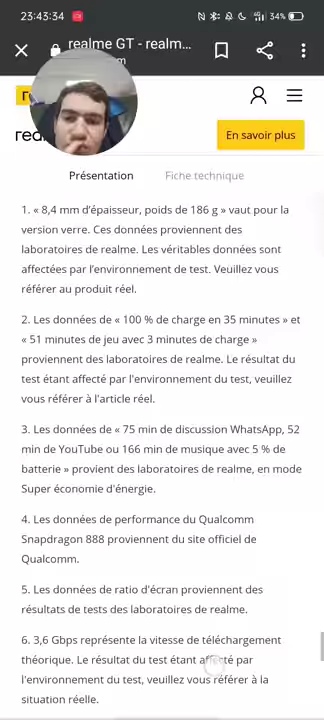 23:43:34
34%
realme GT - realm...
En savoir plus
Présentation
Fiche technique
1. « 8,4 mm d’épaisseur, poids de 186 g » vaut pour la
version verre. Ces données proviennent des
laboratoires de realme. Les véritables données sont
affectées par l’environnement de test. Veuillez vous
référer au produit réel.
2. Les données de « 100 % de charge en 35 minutes » et
« 51 minutes de jeu avec 3 minutes de charge »
proviennent des laboratoires de realme. Le résultat du
test étant affecté par l'environnement du test, veuillez
vous référer à l'article réel.
3. Les données de « 75 min de discussion WhatsApp, 52
min de YouTube ou 166 min de musique avec 5 % de
batterie » provient des laboratoires de realme, en mode
Super économie d'énergie.
4. Les données de performance du Qualcomm
Snapdragon 888 proviennent du site officiel de
Qualcomm.
5. Les données de ratio d'écran proviennent des
résultats de tests des laboratoires de realme.
6. 3,6 Gbps représente la vitesse de téléchargement
théorique. Le résultat du test étant affecté par
l'environnement du test, veuillez vous référer à la
situation réelle.